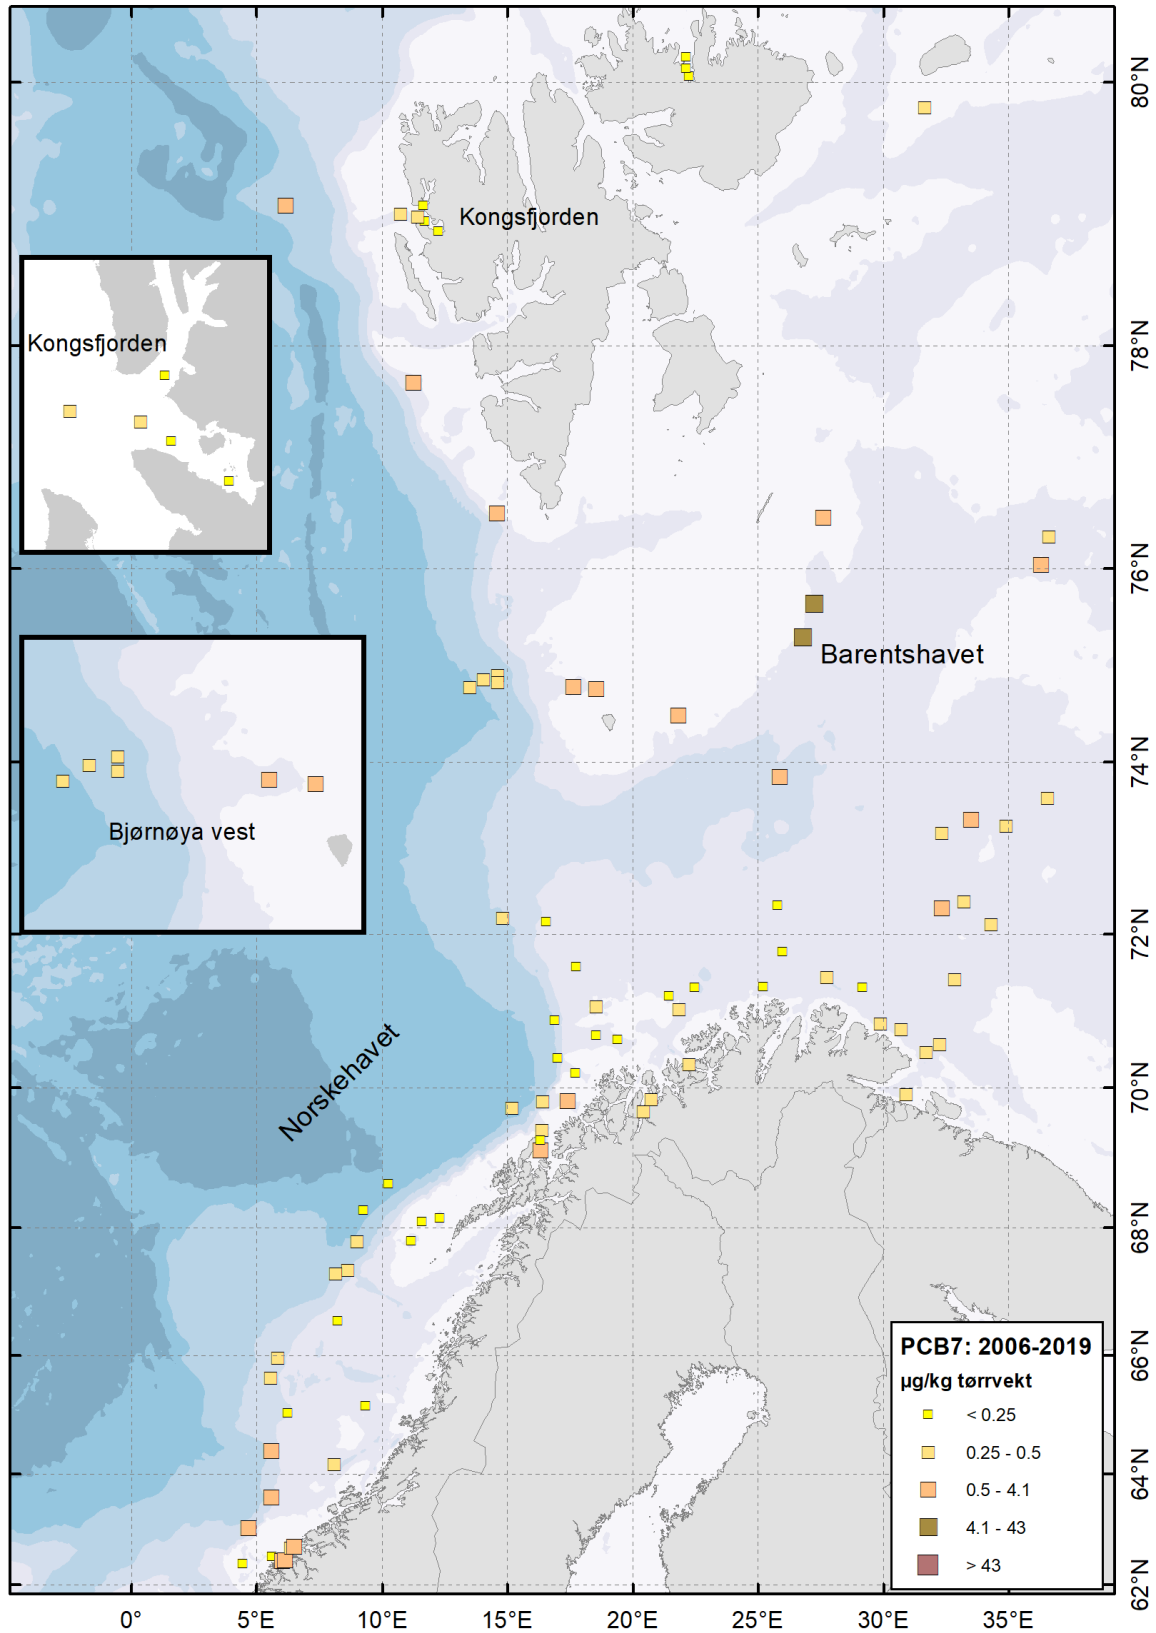 Kongsfjorden
Kongsfjorden
Barentshavet
Bjørnøya vest
Norskehavet
80°N
78°N
76°N
74°N
72°N
70°N
68°N
66°N
64°N
62°N
PCB7: 2006-2019
µg/kg tørrvekt
< 0.25
0.25 - 0.5
0.5 - 4.1
4.1 - 43
> 43
0°
5°E
10°E
15°E
20°E
25°E
30°E
35°E